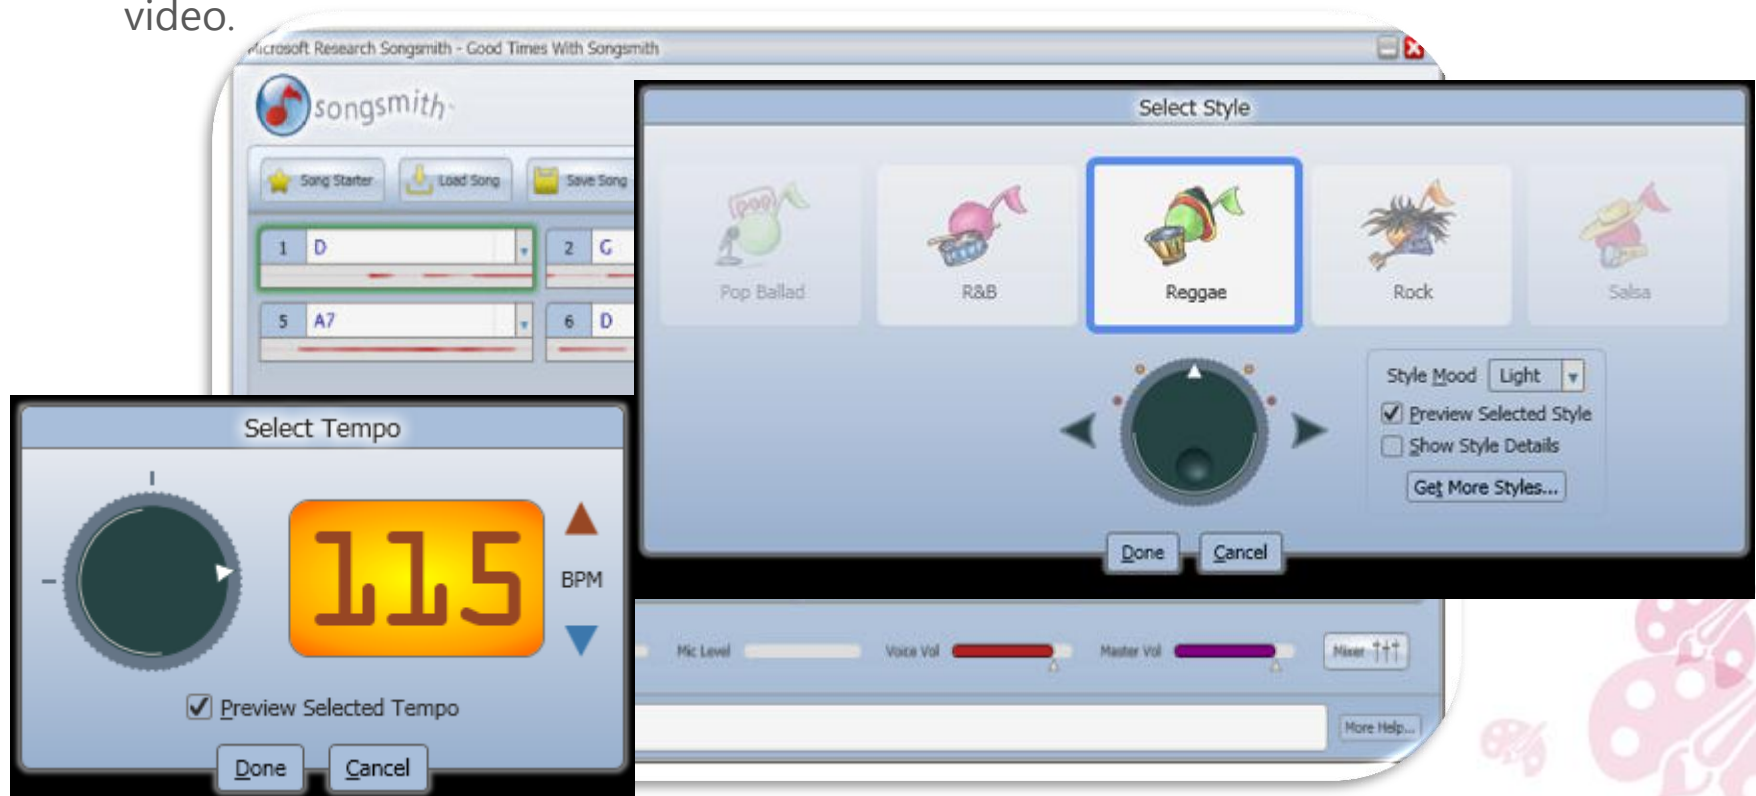 video.
Microsoft Research Songsmith - Good Times With Songsmith
songsmith
Song Starter
Load Song
Save Song
1 D
2 G
5 A7
6 D
Select Style
Pop Ballad
R&B
Reggae
Rock
Salsa
Style Mood Light
Preview Selected Style
Show Style Details
Get More Styles...
Done
Cancel
Select Tempo
115
BPM
Preview Selected Tempo
Done
Cancel
Mic Level
Voice Vol
Master Vol
Mixer
More Help...